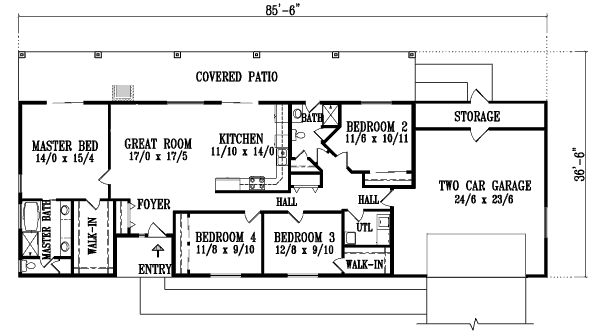 85'-6"
COVERED PATIO
36'-6"
MASTER BED
14/0 x 15/4
GREAT ROOM
17/0 x 17/5
KITCHEN
11/10 x 14/0
BATH
BEDROOM 2
11/6 x 10/11
STORAGE
TWO CAR GARAGE
24/6 x 23/6
MASTER BATH
WALK-IN
FOYER
HALL
HALL
UTL
BEDROOM 4
11/8 x 9/10
BEDROOM 3
12/8 x 9/10
WALK-IN
ENTRY